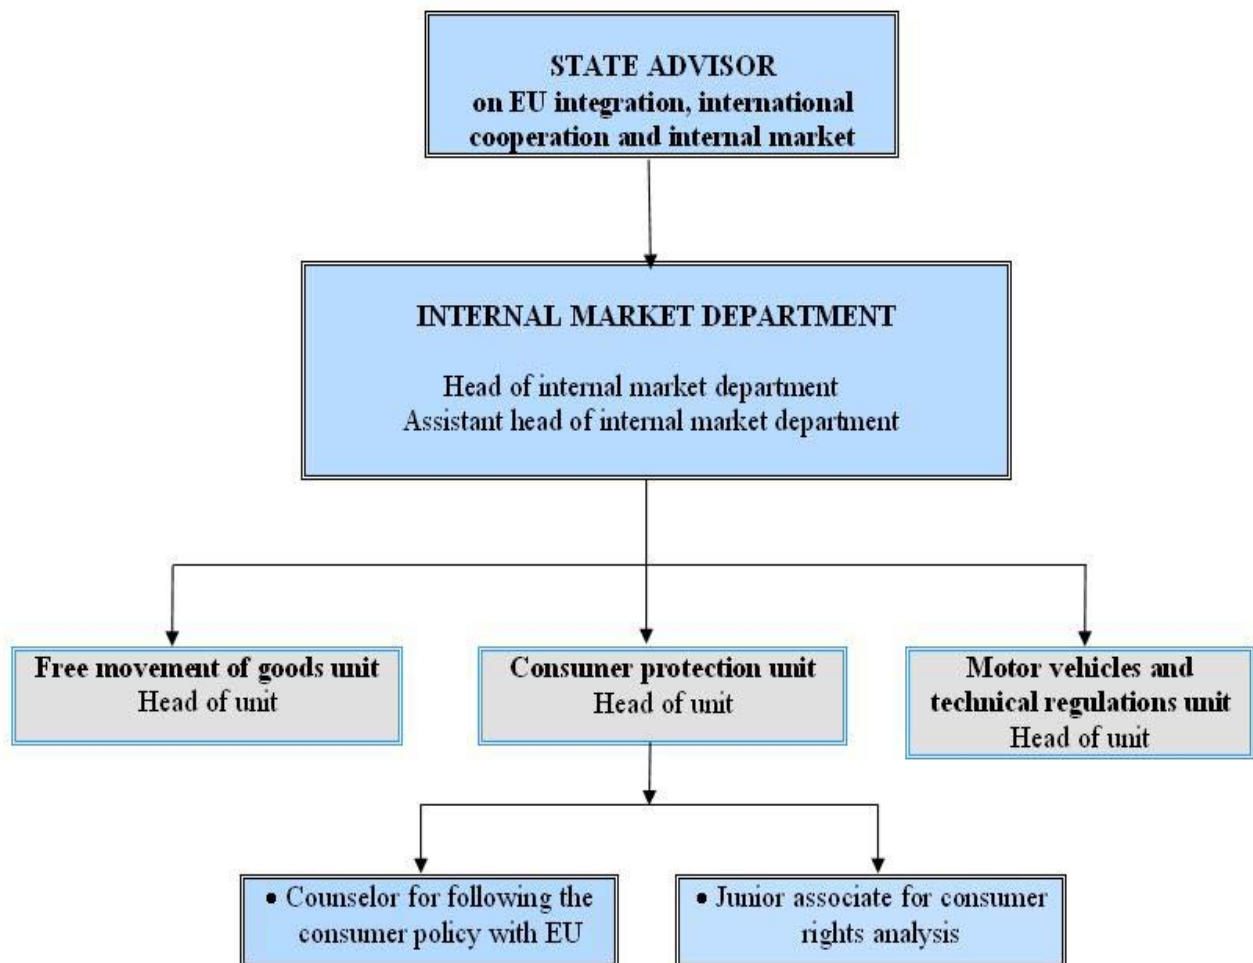 STATE ADVISOR
on EU integration, international
cooperation and internal market
INTERNAL MARKET DEPARTMENT
Head of internal market department
Assistant head of internal market department
Free movement of goods unit
Head of unit
Consumer protection unit
Head of unit
Motor vehicles and
technical regulations unit
Head of unit
• Counselor for following the
consumer policy with EU
• Junior associate for consumer
rights analysis